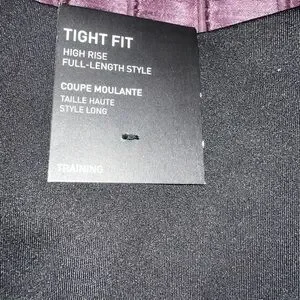 TIGHT FIT
HIGH RISE
FULL-LENGTH STYLE
COUPE MOULANTE
TAILLE HAUTE
STYLE LONG
TRAINING